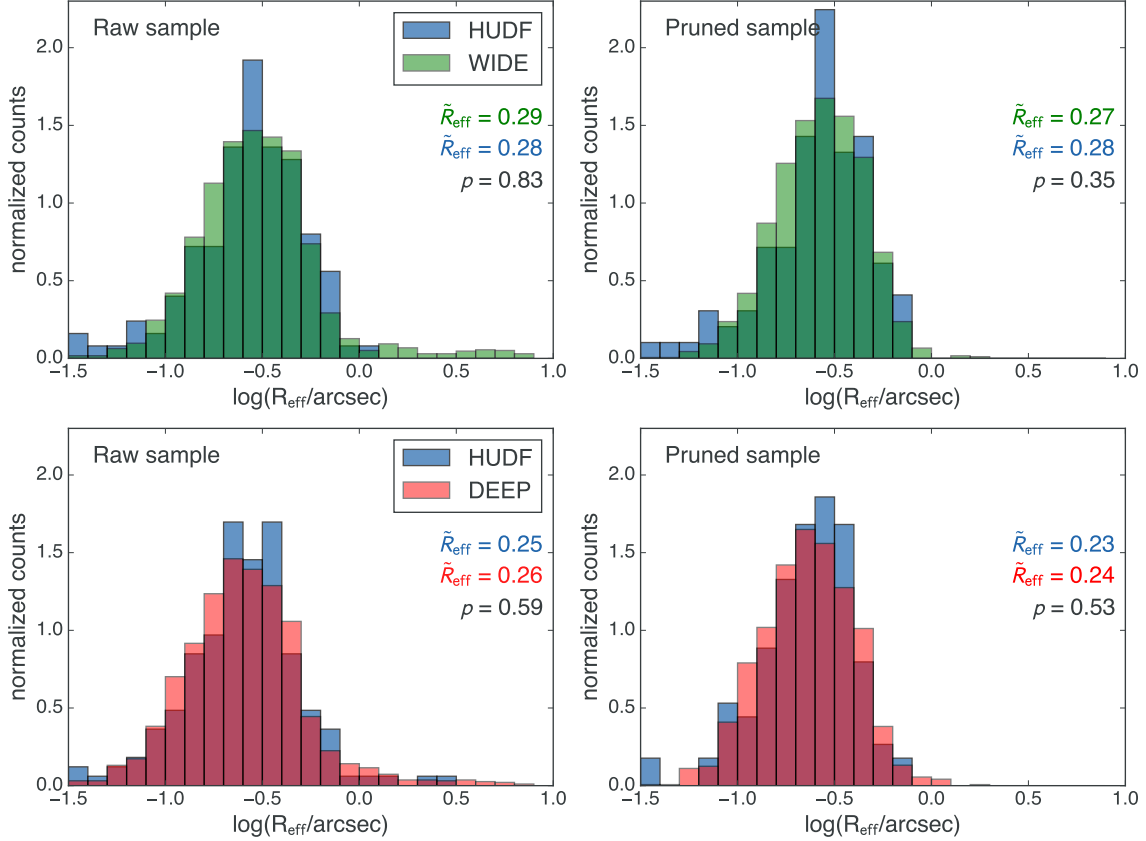 Raw sample
HUDF
WIDE
R̃eff = 0.29
R̃eff = 0.28
p = 0.83
normalized counts
2.0
1.5
1.0
0.5
0.0
−1.5 −1.0 −0.5 0.0 0.5 1.0
log(Reff/arcsec)
Pruned sample
R̃eff = 0.27
R̃eff = 0.28
p = 0.35
normalized counts
2.0
1.5
1.0
0.5
0.0
−1.5 −1.0 −0.5 0.0 0.5 1.0
log(Reff/arcsec)
Raw sample
HUDF
DEEP
R̃eff = 0.25
R̃eff = 0.26
p = 0.59
normalized counts
2.0
1.5
1.0
0.5
0.0
−1.5 −1.0 −0.5 0.0 0.5 1.0
log(Reff/arcsec)
Pruned sample
R̃eff = 0.23
R̃eff = 0.24
p = 0.53
normalized counts
2.0
1.5
1.0
0.5
0.0
−1.5 −1.0 −0.5 0.0 0.5 1.0
log(Reff/arcsec)